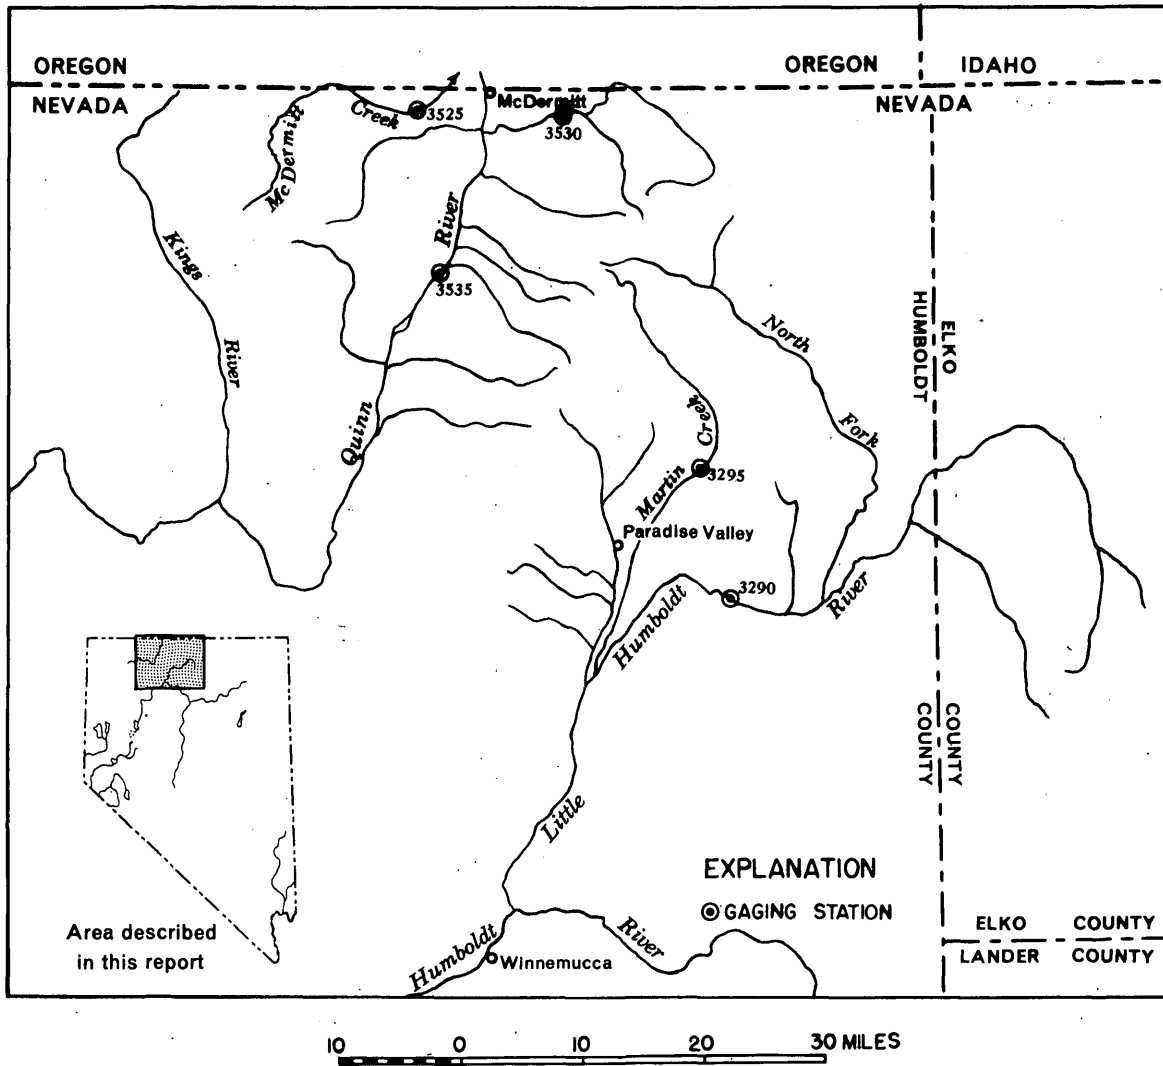 OREGON
OREGON
IDAHO
NEVADA
NEVADA
McDermitt
Creek
3525
McDermitt
3530
River
Kings
River
3535
North
Fork
HUMBOLDT
ELKO
Quinn
Creek
Martin
3295
Paradise Valley
3290
Humboldt
River
COUNTY
COUNTY
Little
EXPLANATION
GAGING STATION
Area described
in this report
Humboldt
River
Winnemucca
ELKO COUNTY
LANDER COUNTY
10 0 10 20 30 MILES